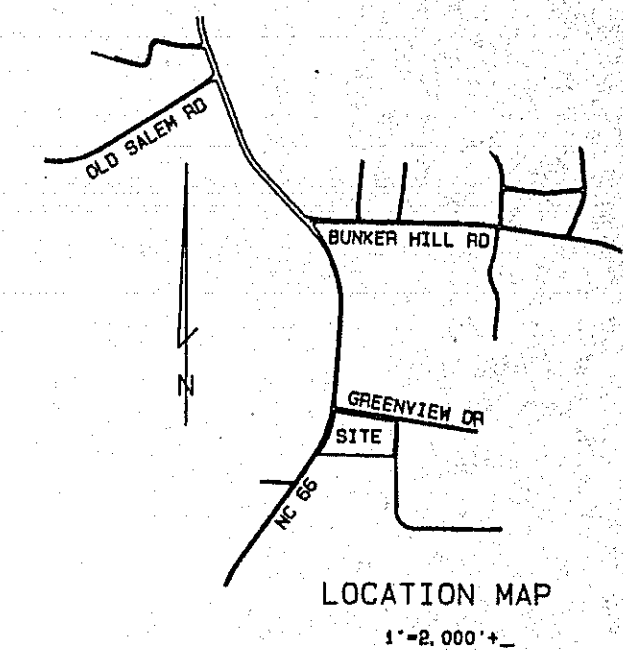 OLD SALEM RD
BUNKER HILL RD
N
GREENVIEW DR
SITE
NC 66
LOCATION MAP
1"=2,000'+_